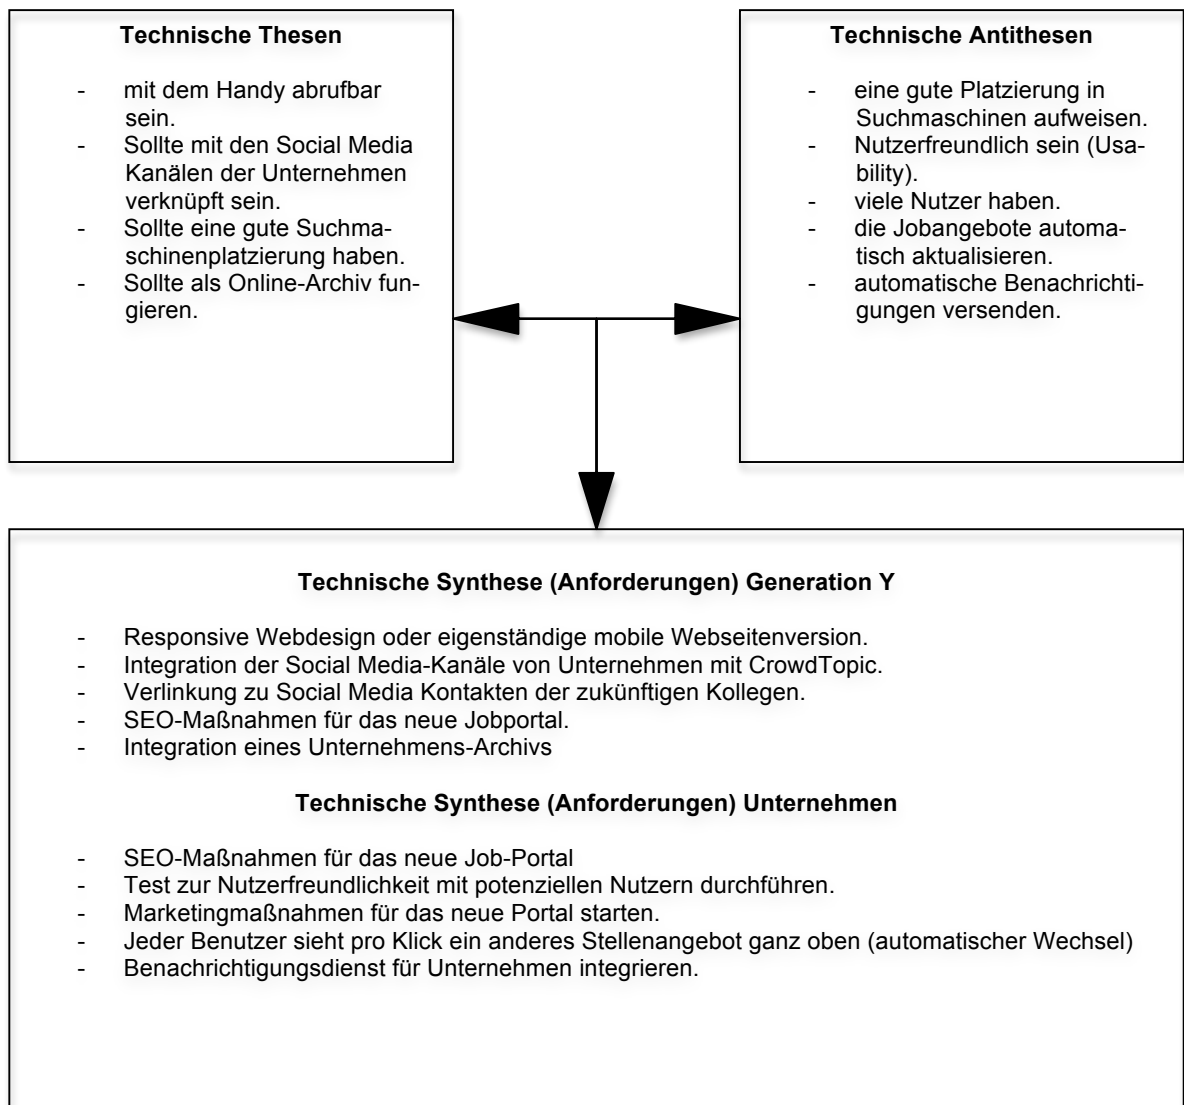 Technische Thesen
- mit dem Handy abrufbar
sein.
- Sollte mit den Social Media
Kanälen der Unternehmen
verknüpft sein.
- Sollte eine gute Suchma-
schinenplatzierung haben.
- Sollte als Online-Archiv fun-
gieren.
Technische Antithesen
- eine gute Platzierung in
Suchmaschinen aufweisen.
- Nutzerfreundlich sein (Usa-
bility).
- viele Nutzer haben.
- die Jobangebote automa-
tisch aktualisieren.
- automatische Benachrichti-
gungen versenden.
Technische Synthese (Anforderungen) Generation Y
- Responsive Webdesign oder eigenständige mobile Webseitenversion.
- Integration der Social Media-Kanäle von Unternehmen mit CrowdTopic.
- Verlinkung zu Social Media Kontakten der zukünftigen Kollegen.
- SEO-Maßnahmen für das neue Jobportal.
- Integration eines Unternehmens-Archivs
Technische Synthese (Anforderungen) Unternehmen
- SEO-Maßnahmen für das neue Job-Portal
- Test zur Nutzerfreundlichkeit mit potenziellen Nutzern durchführen.
- Marketingmaßnahmen für das neue Portal starten.
- Jeder Benutzer sieht pro Klick ein anderes Stellenangebot ganz oben (automatischer Wechsel)
- Benachrichtigungsdienst für Unternehmen integrieren.